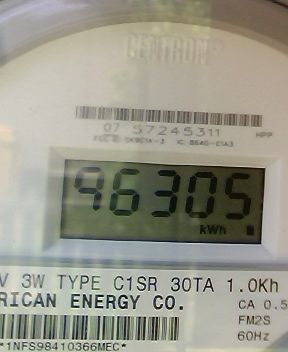 CENTRON®
07 57245311 HPP
96305
kWh
V 3W TYPE C1SR 30TA 1.0Kh
RICAN ENERGY CO. CA 0.5
FM2S
60Hz
*1NFS98410366MEC*